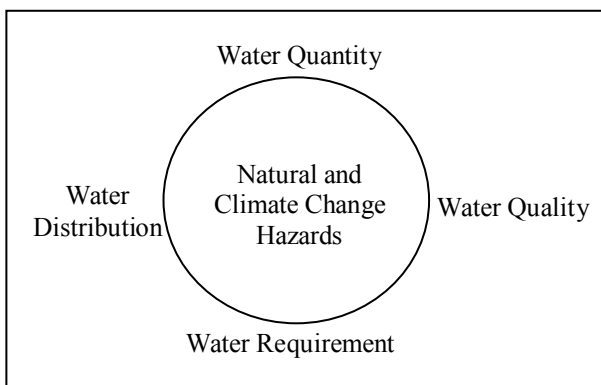 Water Quantity
Natural and
Climate Change
Hazards
Water
Distribution
Water Quality
Water Requirement